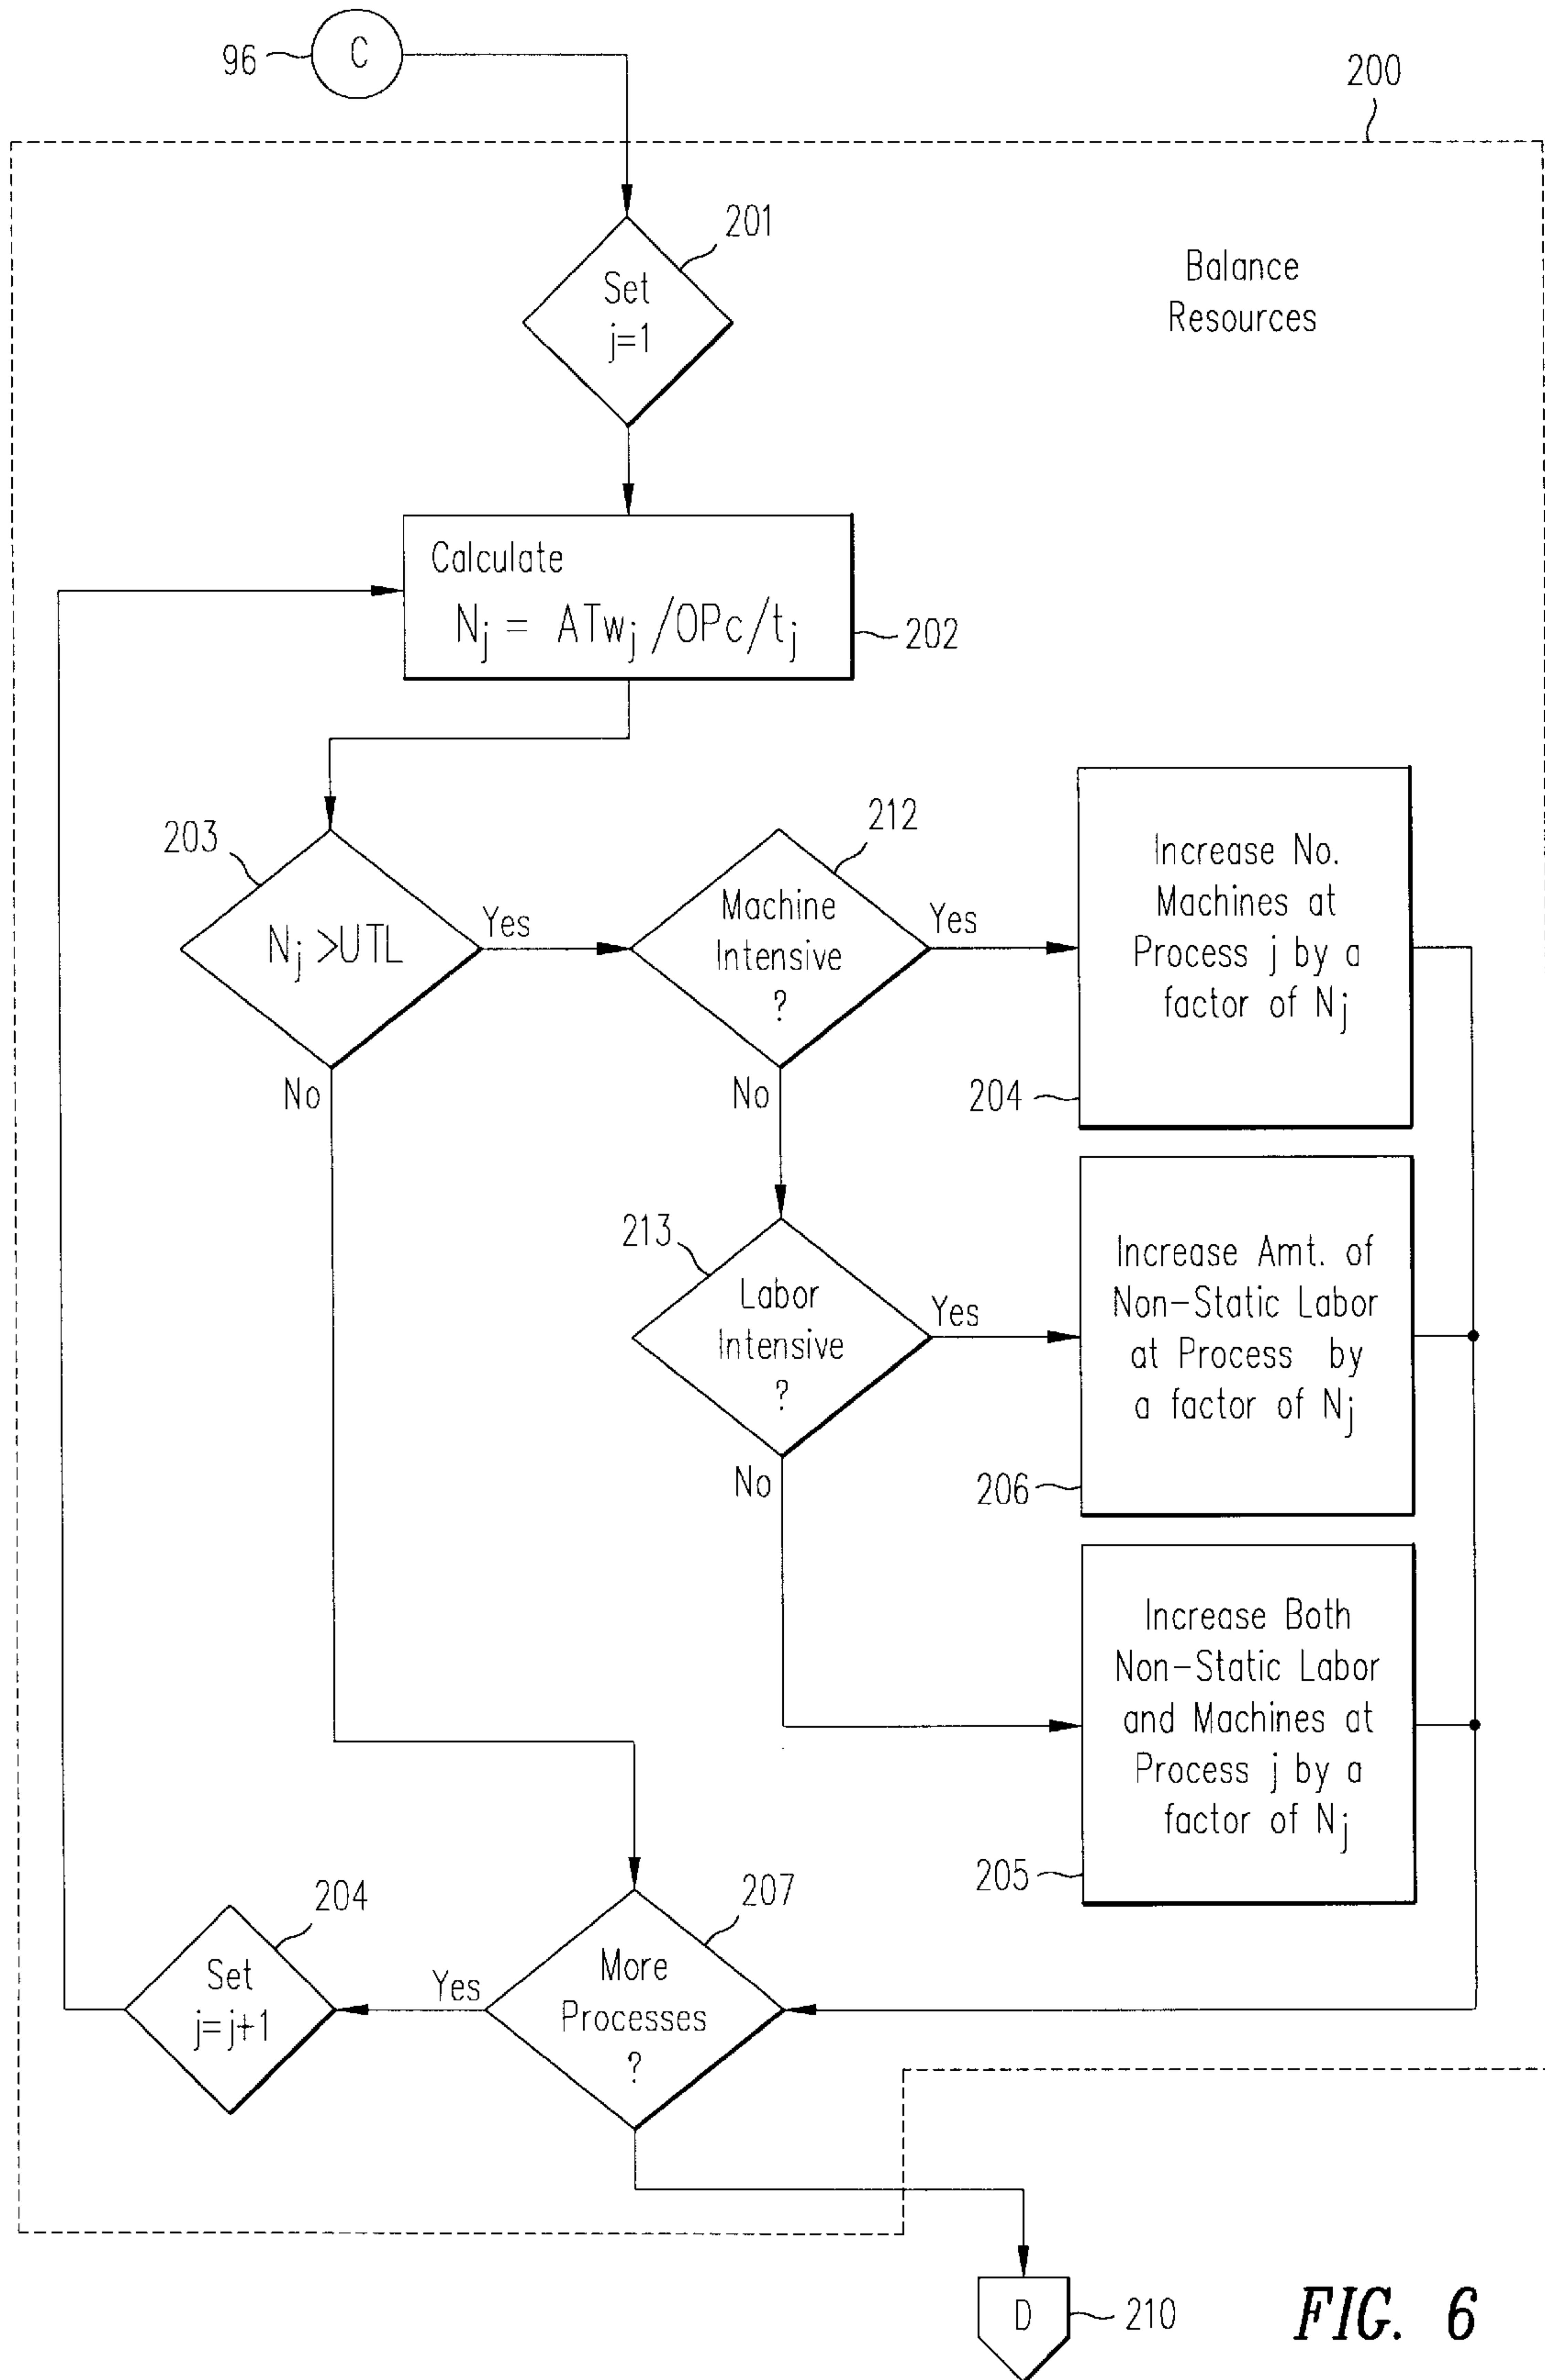 C
96
200
201
Set
j=1
Balance
Resources
Calculate
Nj = ATwj /OPc/tj
202
203
Nj >UTL
Yes
No
212
Machine
Intensive
?
Yes
No
Increase No.
Machines at
Process j by a
factor of Nj
204
213
Labor
Intensive
?
Yes
No
Increase Amt. of
Non-Static Labor
at Process by
a factor of Nj
206
Increase Both
Non-Static Labor
and Machines at
Process j by a
factor of Nj
205
204
Set
j=j+1
Yes
207
More
Processes
?
D
210
FIG. 6